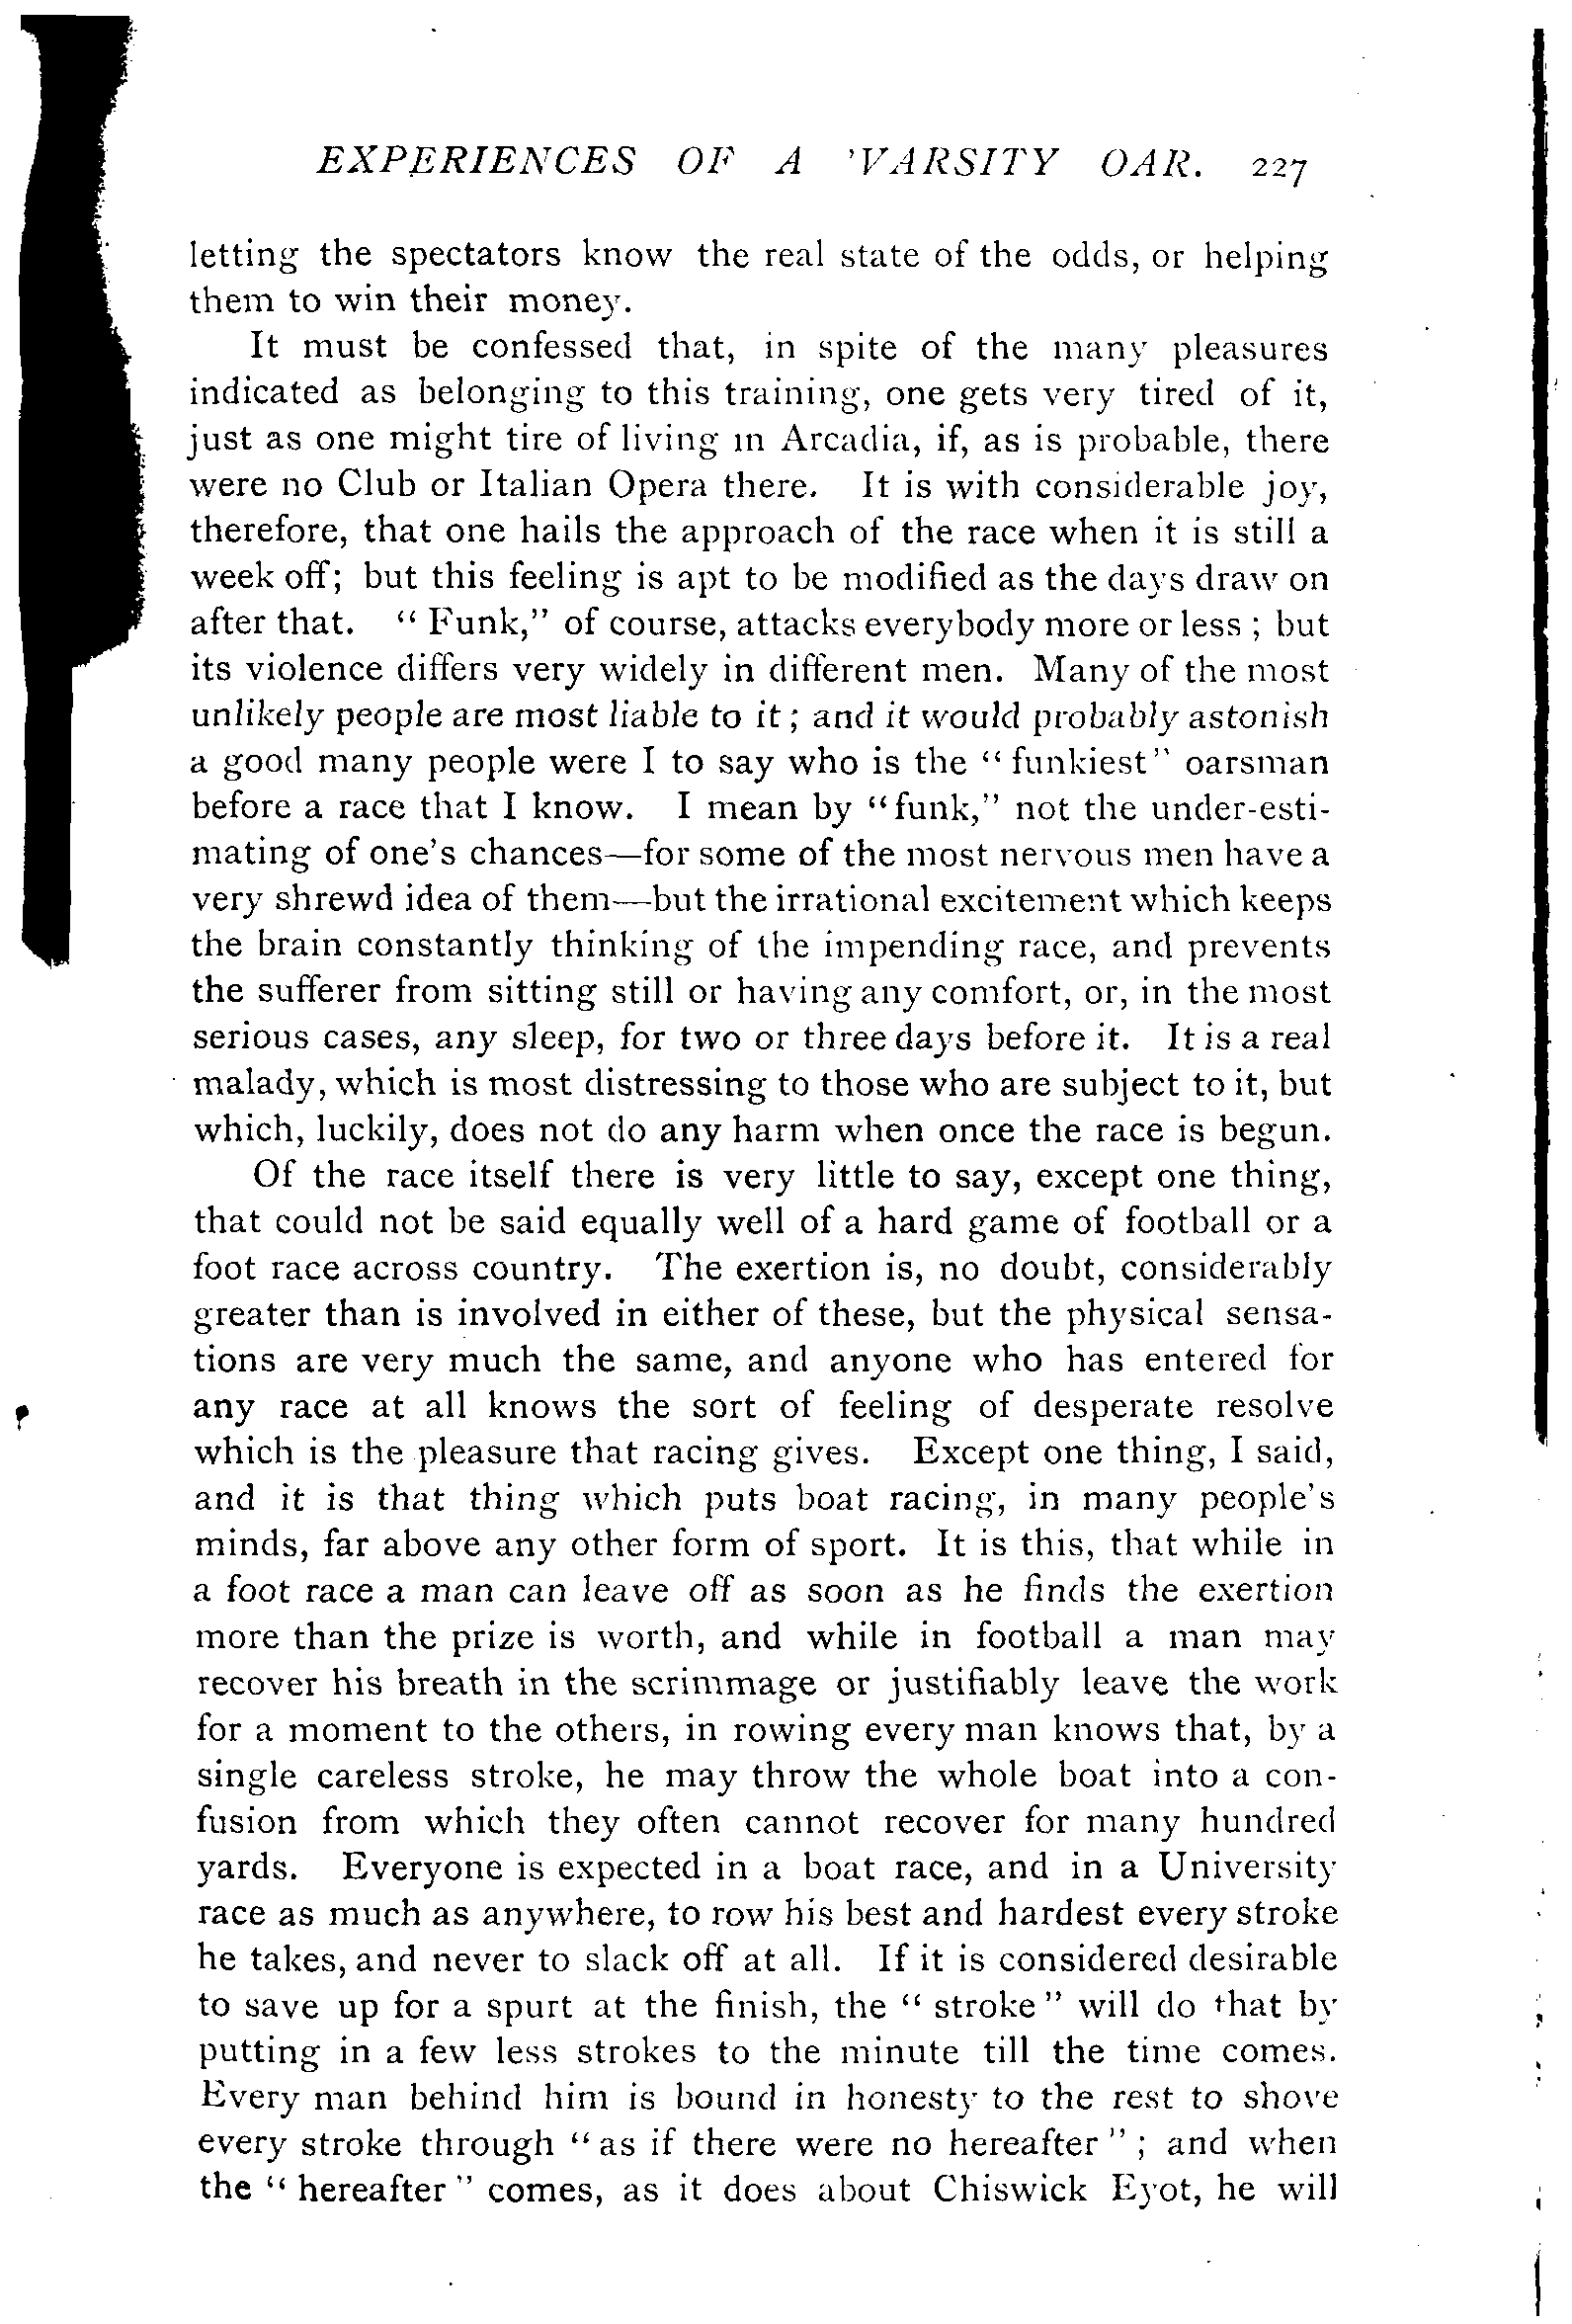 EXPERIENCES OF A 'VARSITY OAR. 227
letting the spectators know the real state of the odds, or helping
them to win their money.
It must be confessed that, in spite of the many pleasures
indicated as belonging to this training, one gets very tired of it,
just as one might tire of living in Arcadia, if, as is probable, there
were no Club or Italian Opera there. It is with considerable joy,
therefore, that one hails the approach of the race when it is still a
week off; but this feeling is apt to be modified as the days draw on
after that. " Funk," of course, attacks everybody more or less ; but
its violence differs very widely in different men. Many of the most
unlikely people are most liable to it ; and it would probably astonish
a good many people were I to say who is the " funkiest" oarsman
before a race that I know. I mean by "funk," not the under-esti-
mating of one's chances—for some of the most nervous men have a
very shrewd idea of them—but the irrational excitement which keeps
the brain constantly thinking of the impending race, and prevents
the sufferer from sitting still or having any comfort, or, in the most
serious cases, any sleep, for two or three days before it. It is a real
malady, which is most distressing to those who are subject to it, but
which, luckily, does not do any harm when once the race is begun.
Of the race itself there is very little to say, except one thing,
that could not be said equally well of a hard game of football or a
foot race across country. The exertion is, no doubt, considerably
greater than is involved in either of these, but the physical sensa-
tions are very much the same, and anyone who has entered for
any race at all knows the sort of feeling of desperate resolve
which is the pleasure that racing gives. Except one thing, I said,
and it is that thing which puts boat racing, in many people's
minds, far above any other form of sport. It is this, that while in
a foot race a man can leave off as soon as he finds the exertion
more than the prize is worth, and while in football a man may
recover his breath in the scrimmage or justifiably leave the work
for a moment to the others, in rowing every man knows that, by a
single careless stroke, he may throw the whole boat into a con-
fusion from which they often cannot recover for many hundred
yards. Everyone is expected in a boat race, and in a University
race as much as anywhere, to row his best and hardest every stroke
he takes, and never to slack off at all. If it is considered desirable
to save up for a spurt at the finish, the " stroke " will do that by
putting in a few less strokes to the minute till the time comes.
Every man behind him is bound in honesty to the rest to shove
every stroke through " as if there were no hereafter " ; and when
the " hereafter " comes, as it does about Chiswick Eyot, he will